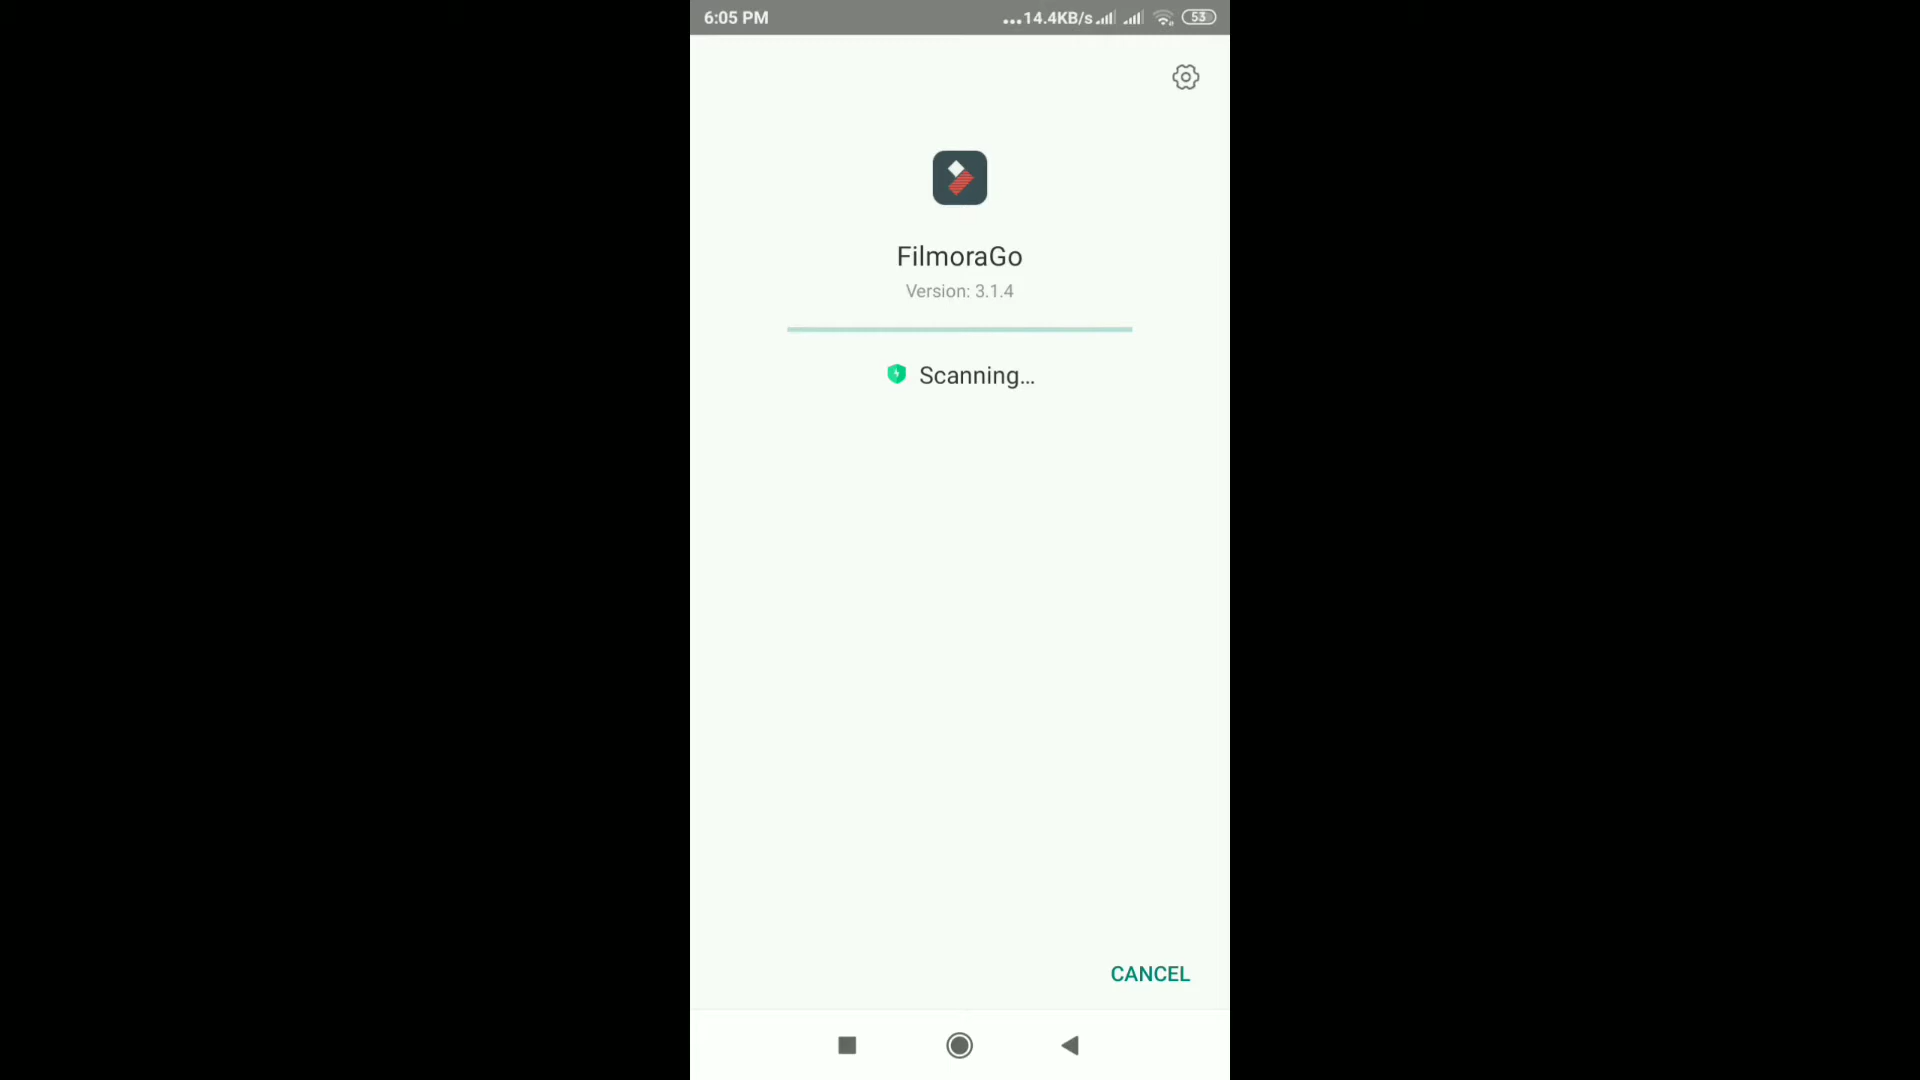 6:05 PM
...14.4KB/s 53
FilmoraGo
Version: 3.1.4
Scanning...
CANCEL